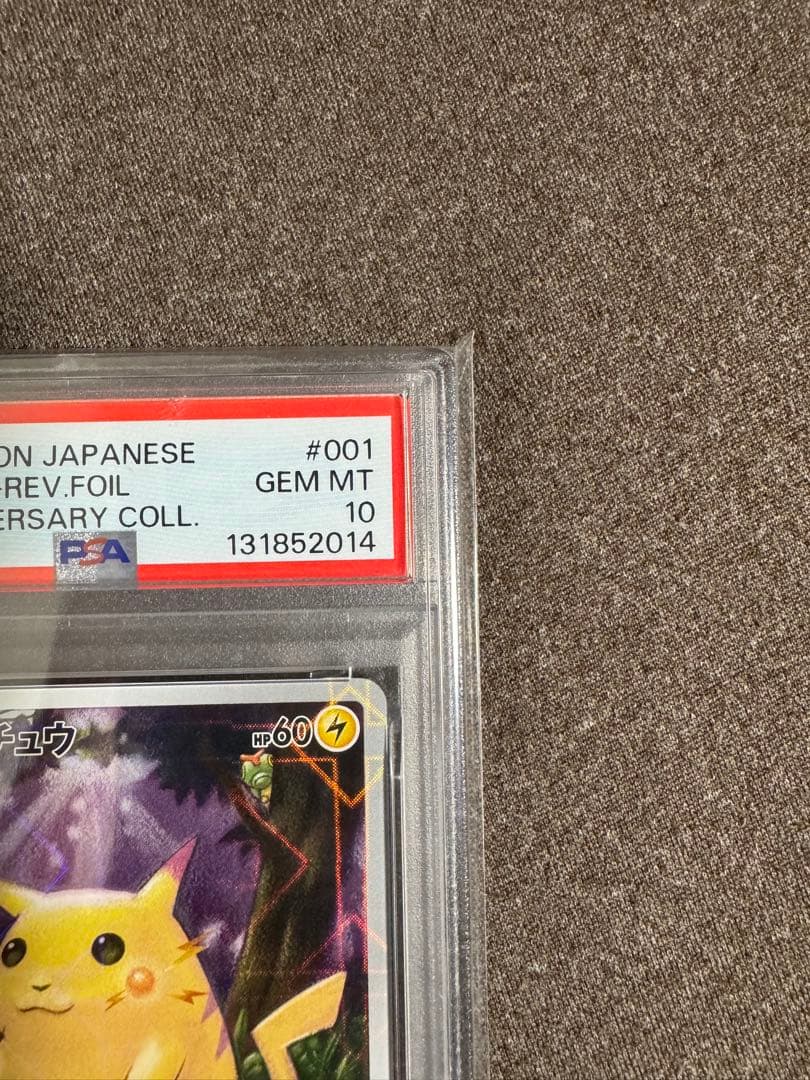 ON JAPANESE #001
-REV.FOIL GEM MT
ERSARY COLL. 10
PSA 131852014
チュウ HP60